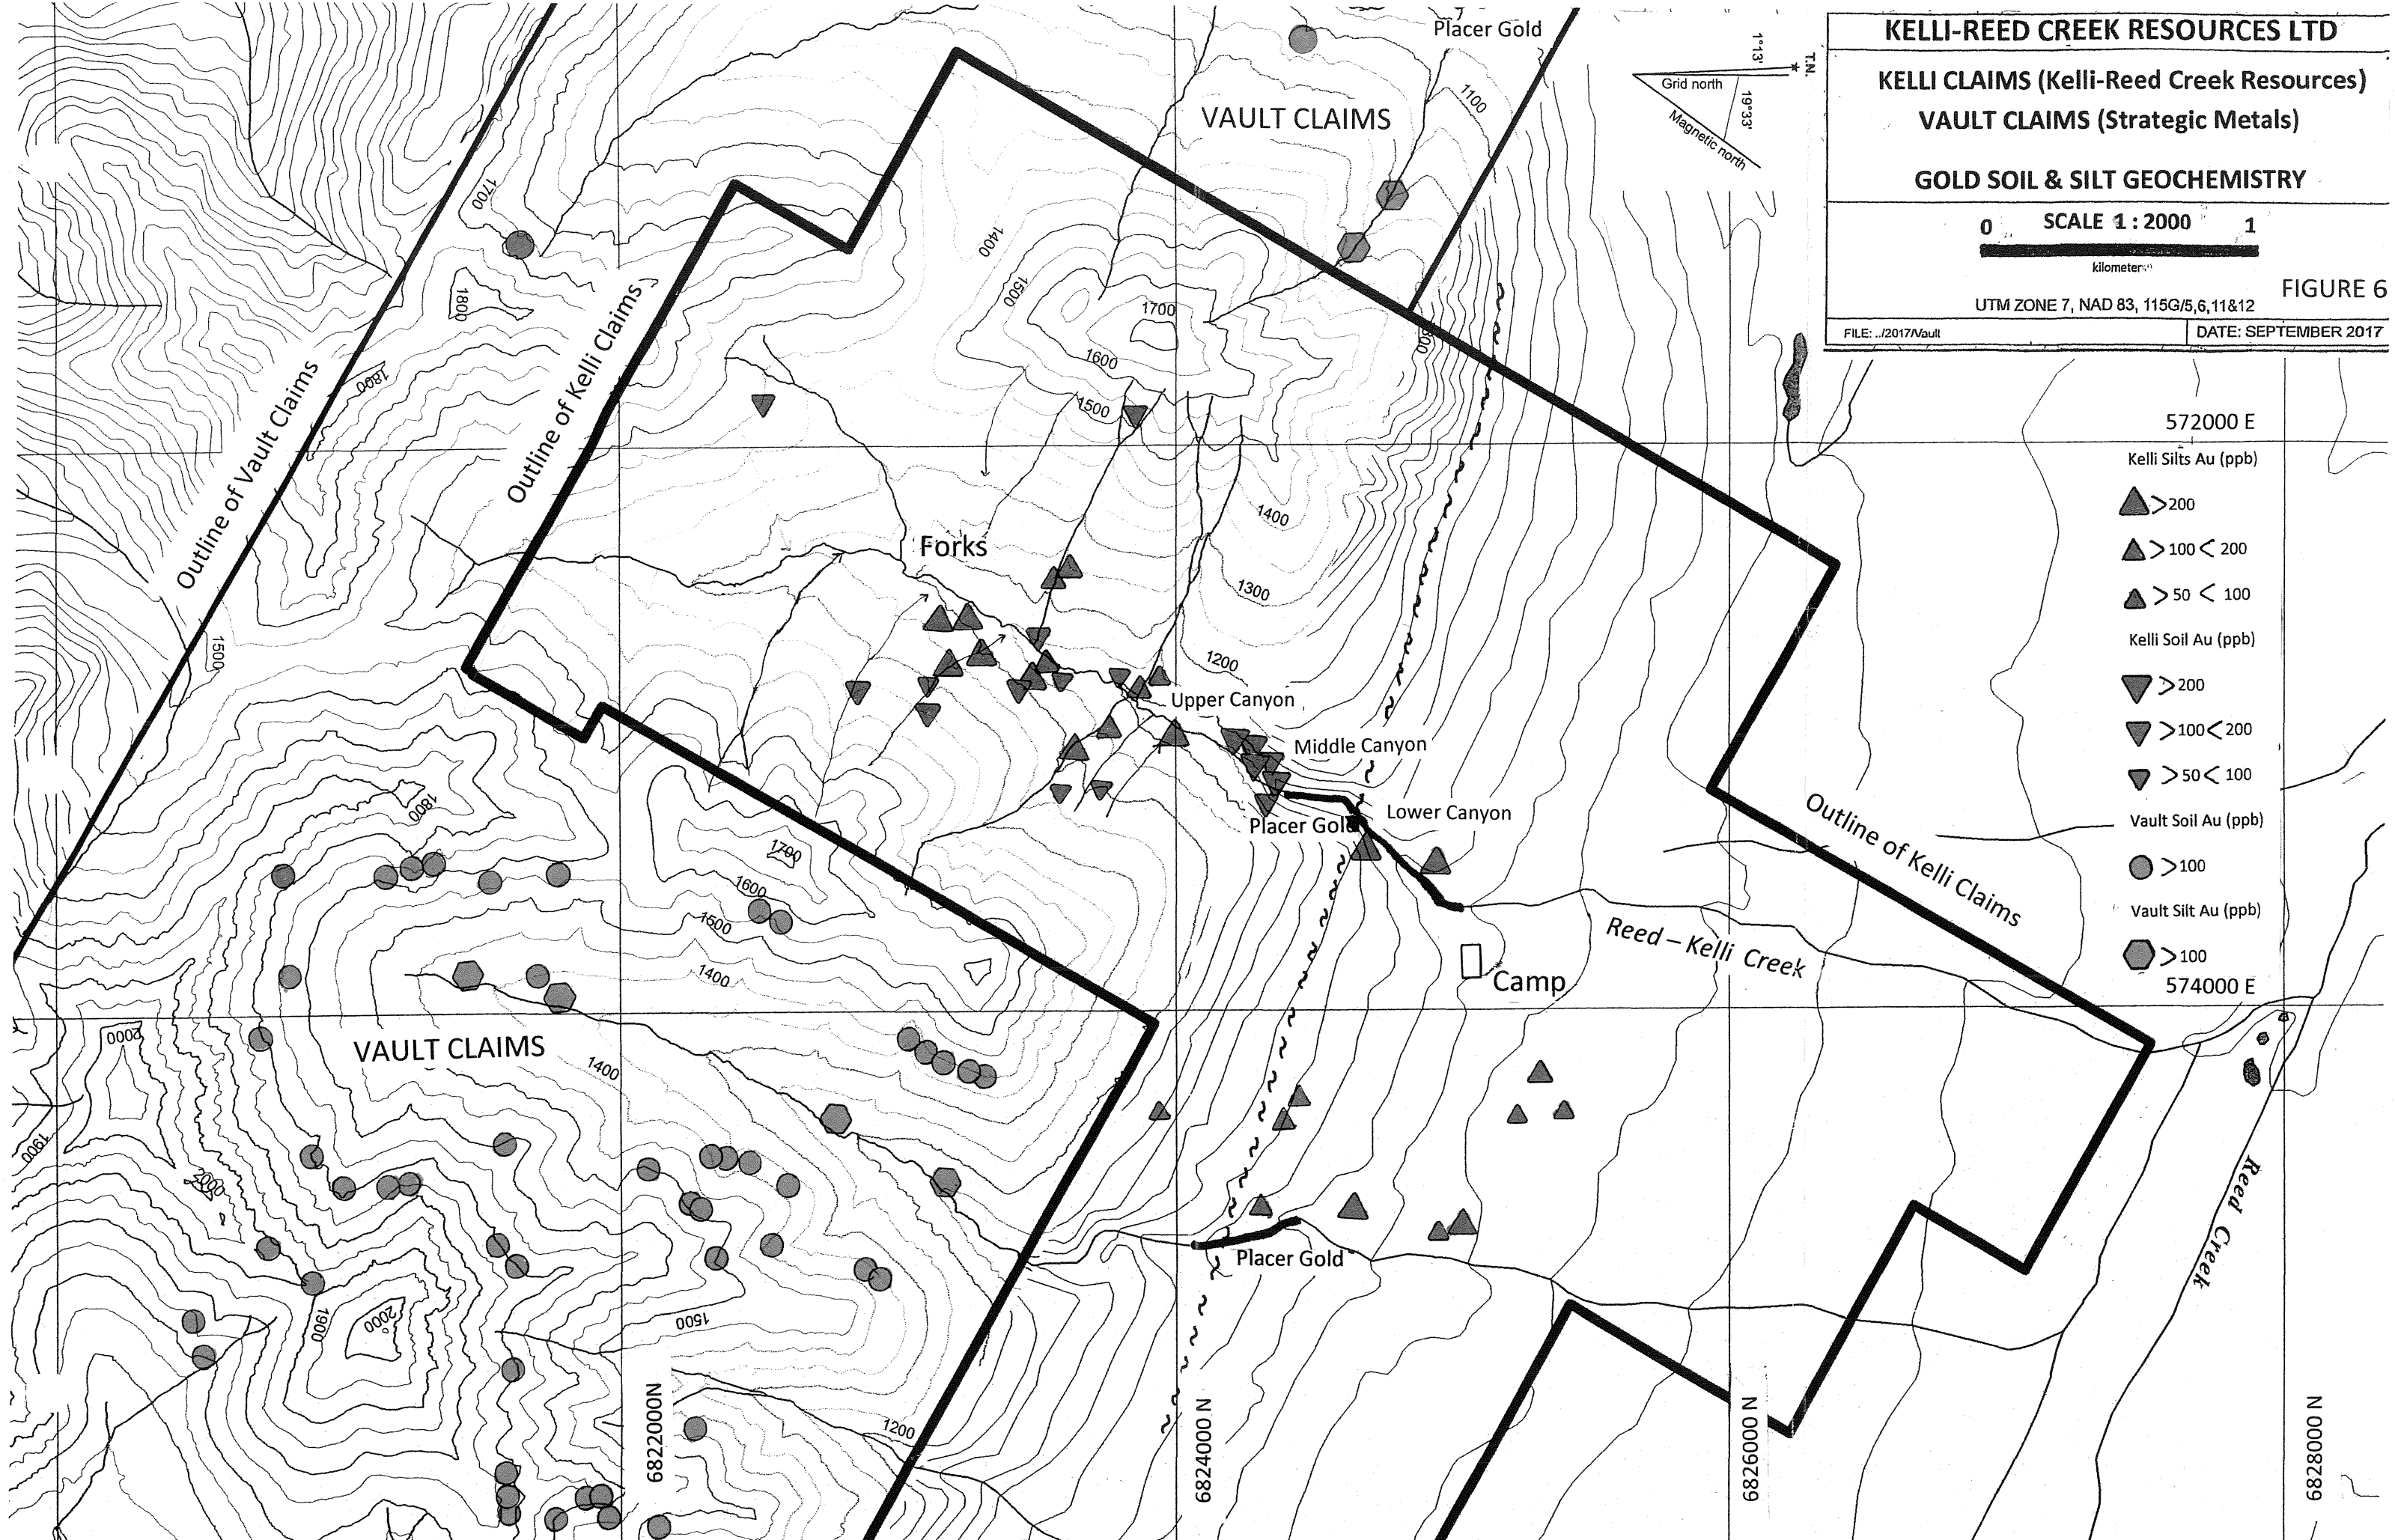 Placer Gold
1100
VAULT CLAIMS
1°13'
T.N.
Grid north
19°33'
Magnetic north
KELLI-REED CREEK RESOURCES LTD
KELLI CLAIMS (Kelli-Reed Creek Resources)
VAULT CLAIMS (Strategic Metals)
GOLD SOIL & SILT GEOCHEMISTRY
SCALE 1 : 2000
0 1
kilometers
FIGURE 6
UTM ZONE 7, NAD 83, 115G/5,6,11&12
FILE: ../2017/Vault
DATE: SEPTEMBER 2017
1700
1800
1400
1500
1700
1600
1500
1800
Outline of Vault Claims
Outline of Kelli Claims
572000 E
Kelli Silts Au (ppb)
>200
>100< 200
>50 < 100
Kelli Soil Au (ppb)
>200
>100<200
>50 < 100
Vault Soil Au (ppb)
>100
Vault Silt Au (ppb)
>100
574000 E
1400
Forks
1300
1200
1500
Upper Canyon
Middle Canyon
Lower Canyon
Placer Gold
Outline of Kelli Claims
Reed – Kelli Creek
Camp
1800
1700
1600
1500
1400
VAULT CLAIMS
2000
1400
1900
2000
Placer Gold
Reed Creek
1900
2000
1500
1200
6822000N
6824000 N
6826000 N
6828000 N